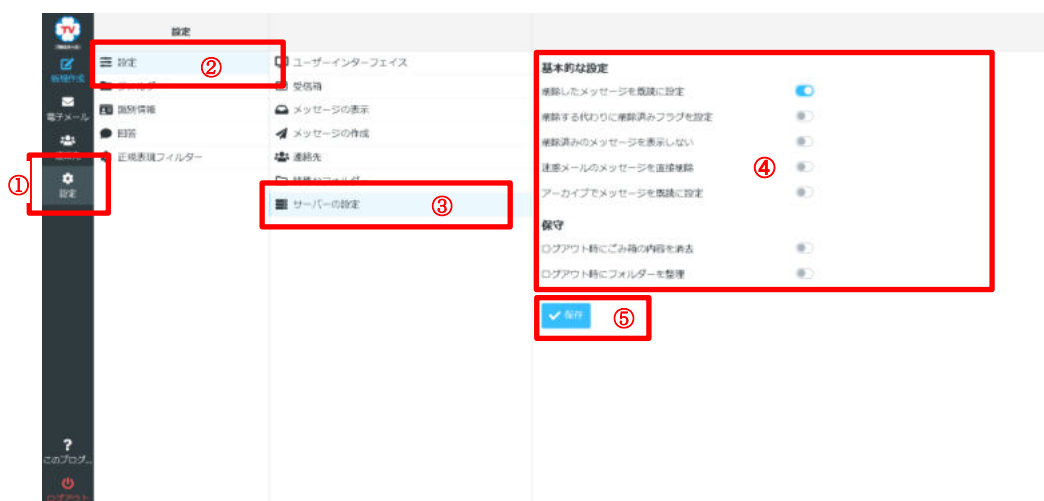 TV
設定
新規作成
電子メール
①
設定
このプログ...
ログアウト
設定
②
識別情報
回答
正規表現フィルター
ユーザーインターフェイス
受信箱
メッセージの表示
メッセージの作成
連絡先
サーバーの設定
③
基本的な設定
削除したメッセージを既読に設定
削除する代わりに削除済みフラグを設定
削除済みのメッセージを表示しない
迷惑メールのメッセージを直接削除
④
アーカイブでメッセージを既読に設定
保守
ログアウト時にごみ箱の内容を消去
ログアウト時にフォルダーを整理
保存
⑤